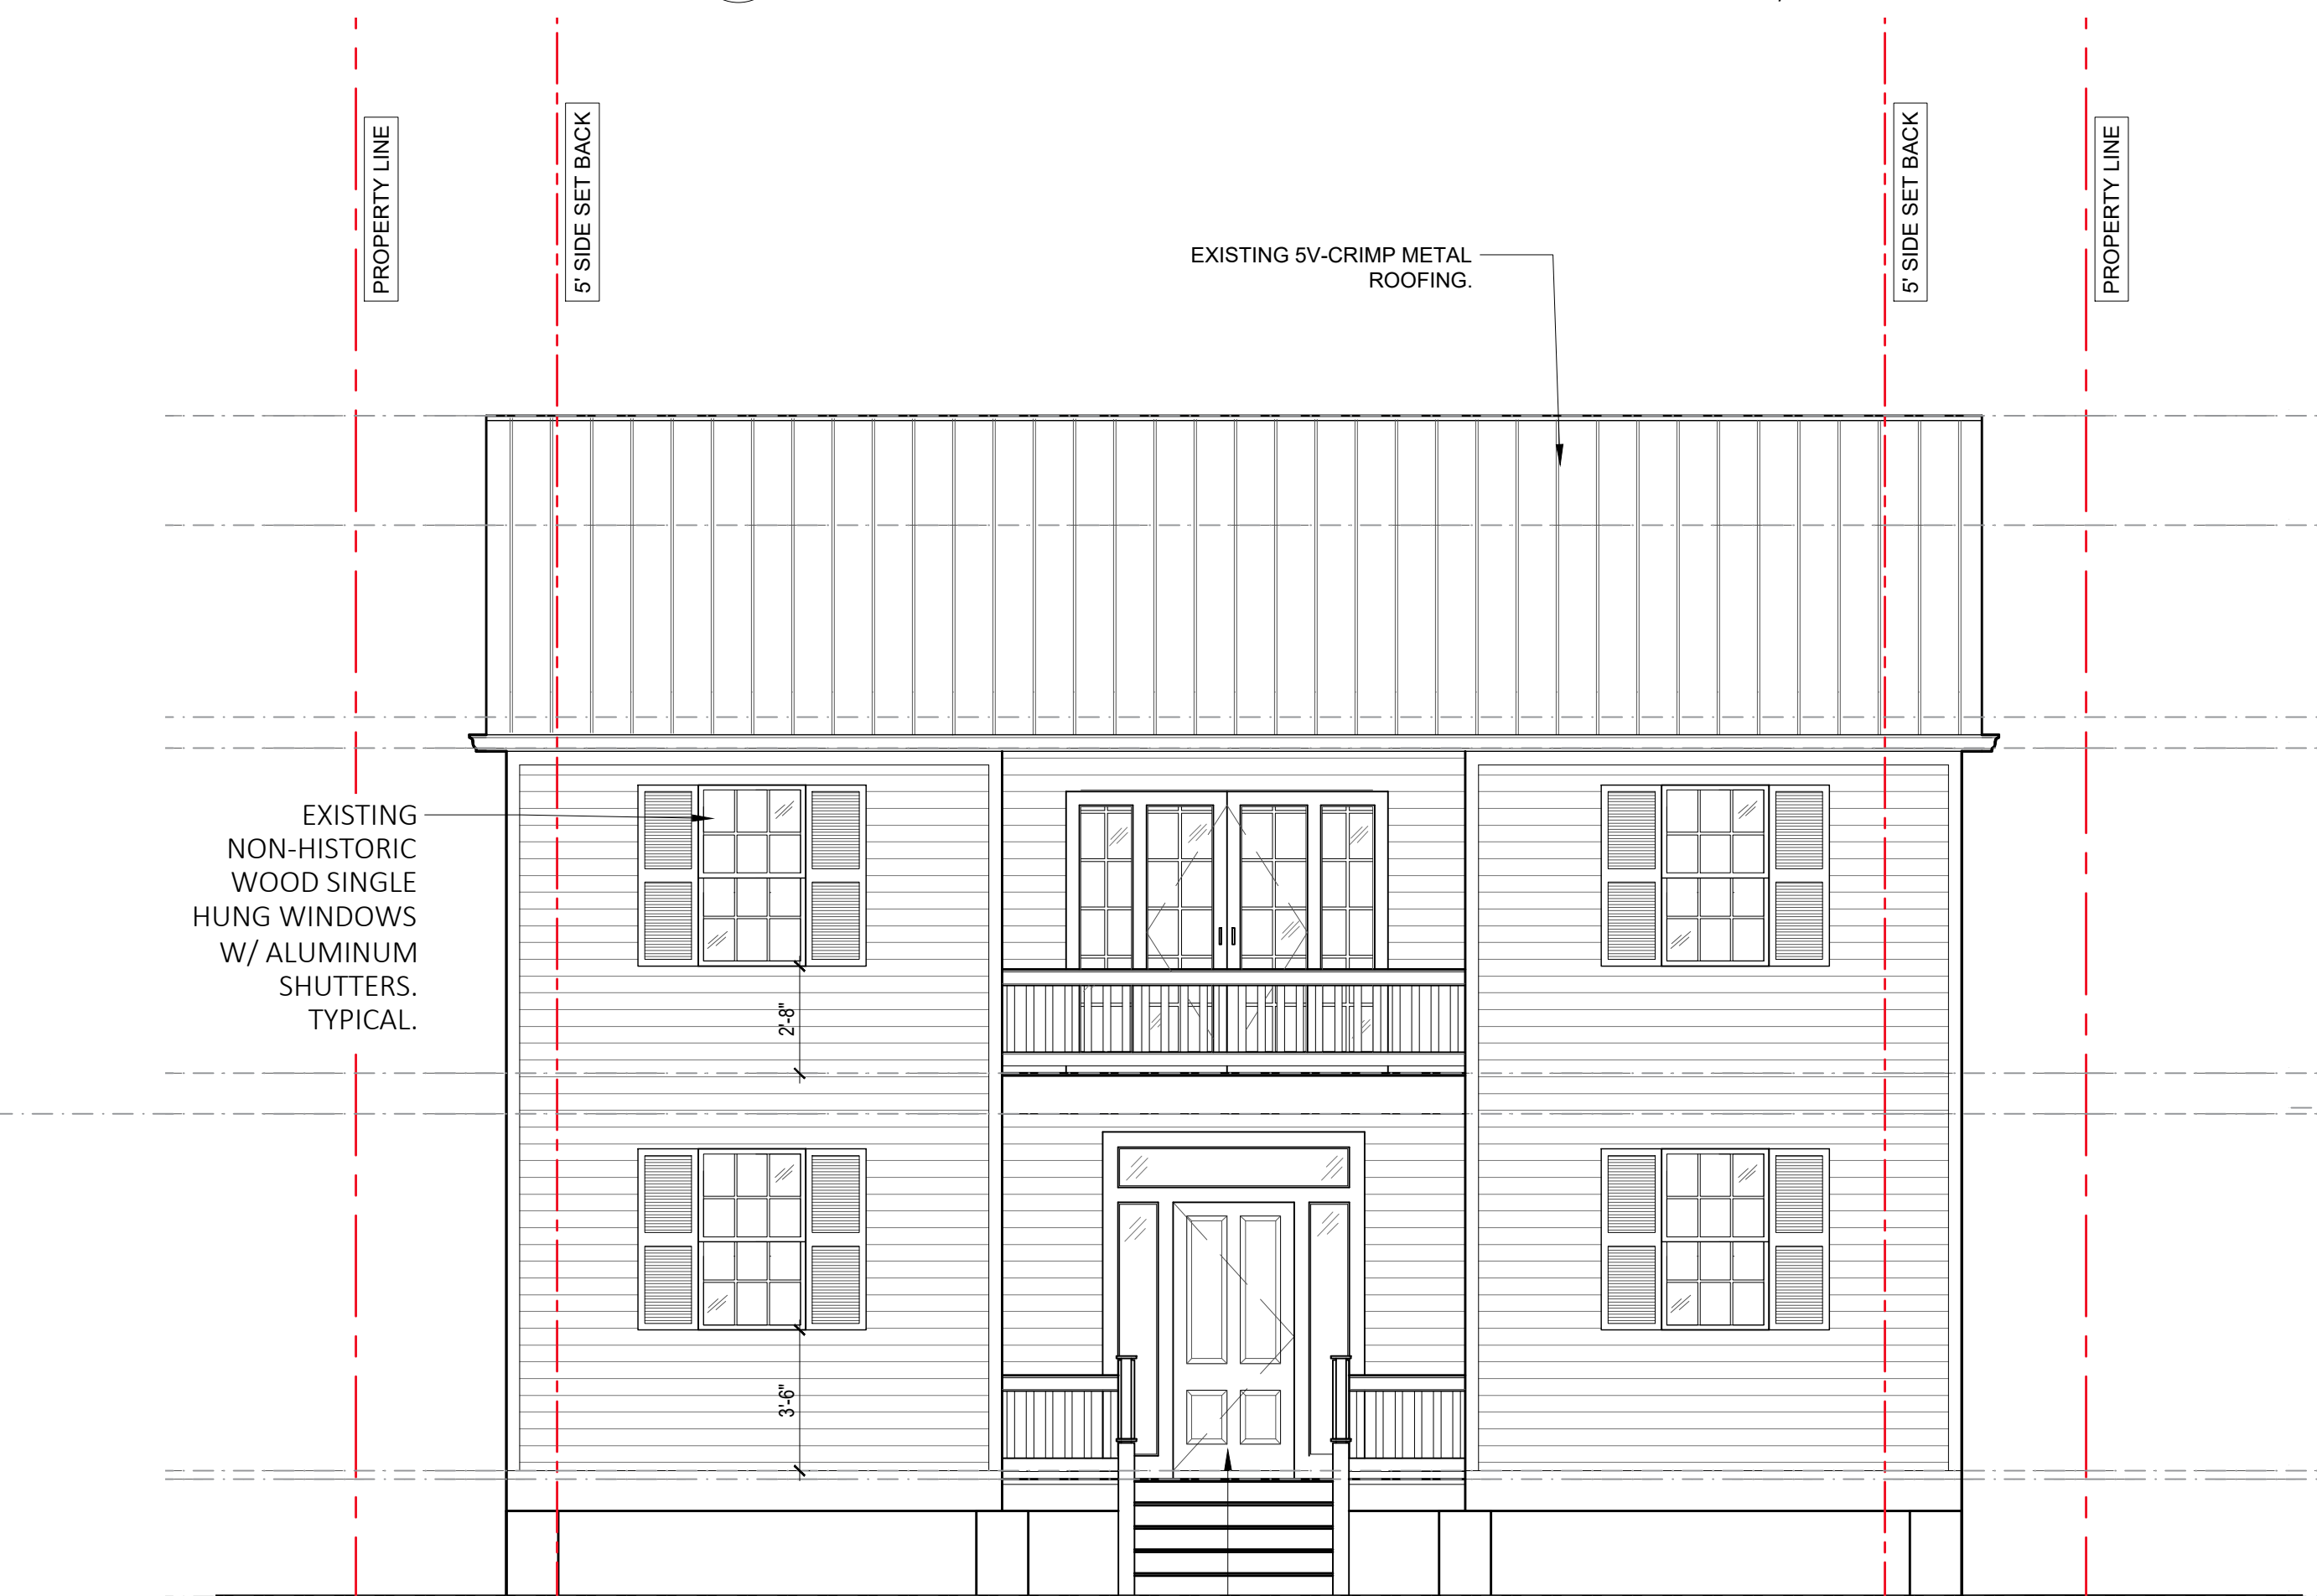 PROPERTY LINE
5' SIDE SET BACK
5' SIDE SET BACK
PROPERTY LINE
EXISTING 5V-CRIMP METAL
ROOFING.
EXISTING
NON-HISTORIC
WOOD SINGLE
HUNG WINDOWS
W/ ALUMINUM
SHUTTERS.
TYPICAL.
2'-8"
3'-6"